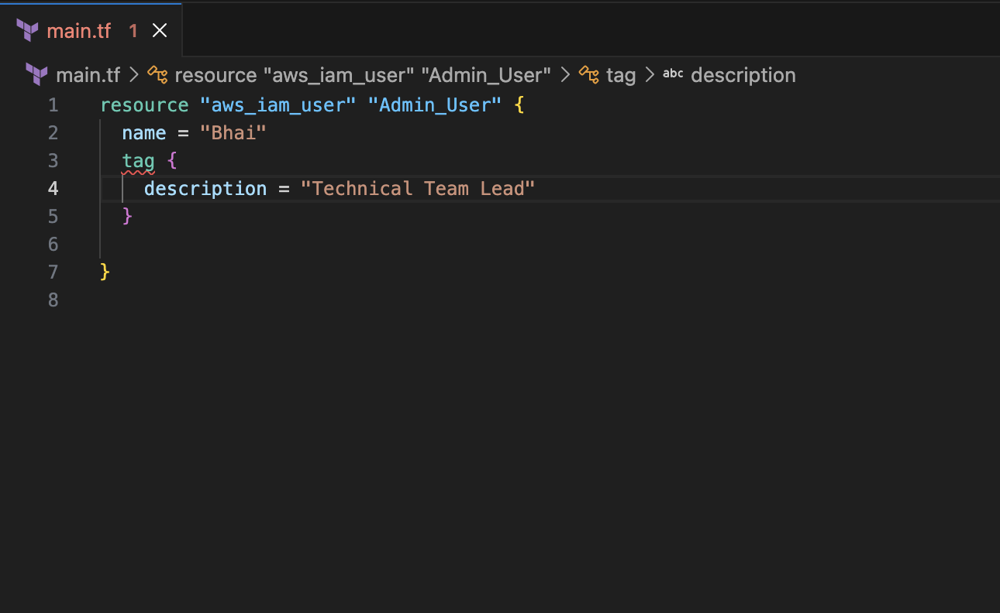 main.tf 1
main.tf > resource "aws_iam_user" "Admin_User" > tag > abc description
1 resource "aws_iam_user" "Admin_User" {
2   name = "Bhai"
3   tag {
4     description = "Technical Team Lead"
5   }
6
7 }
8